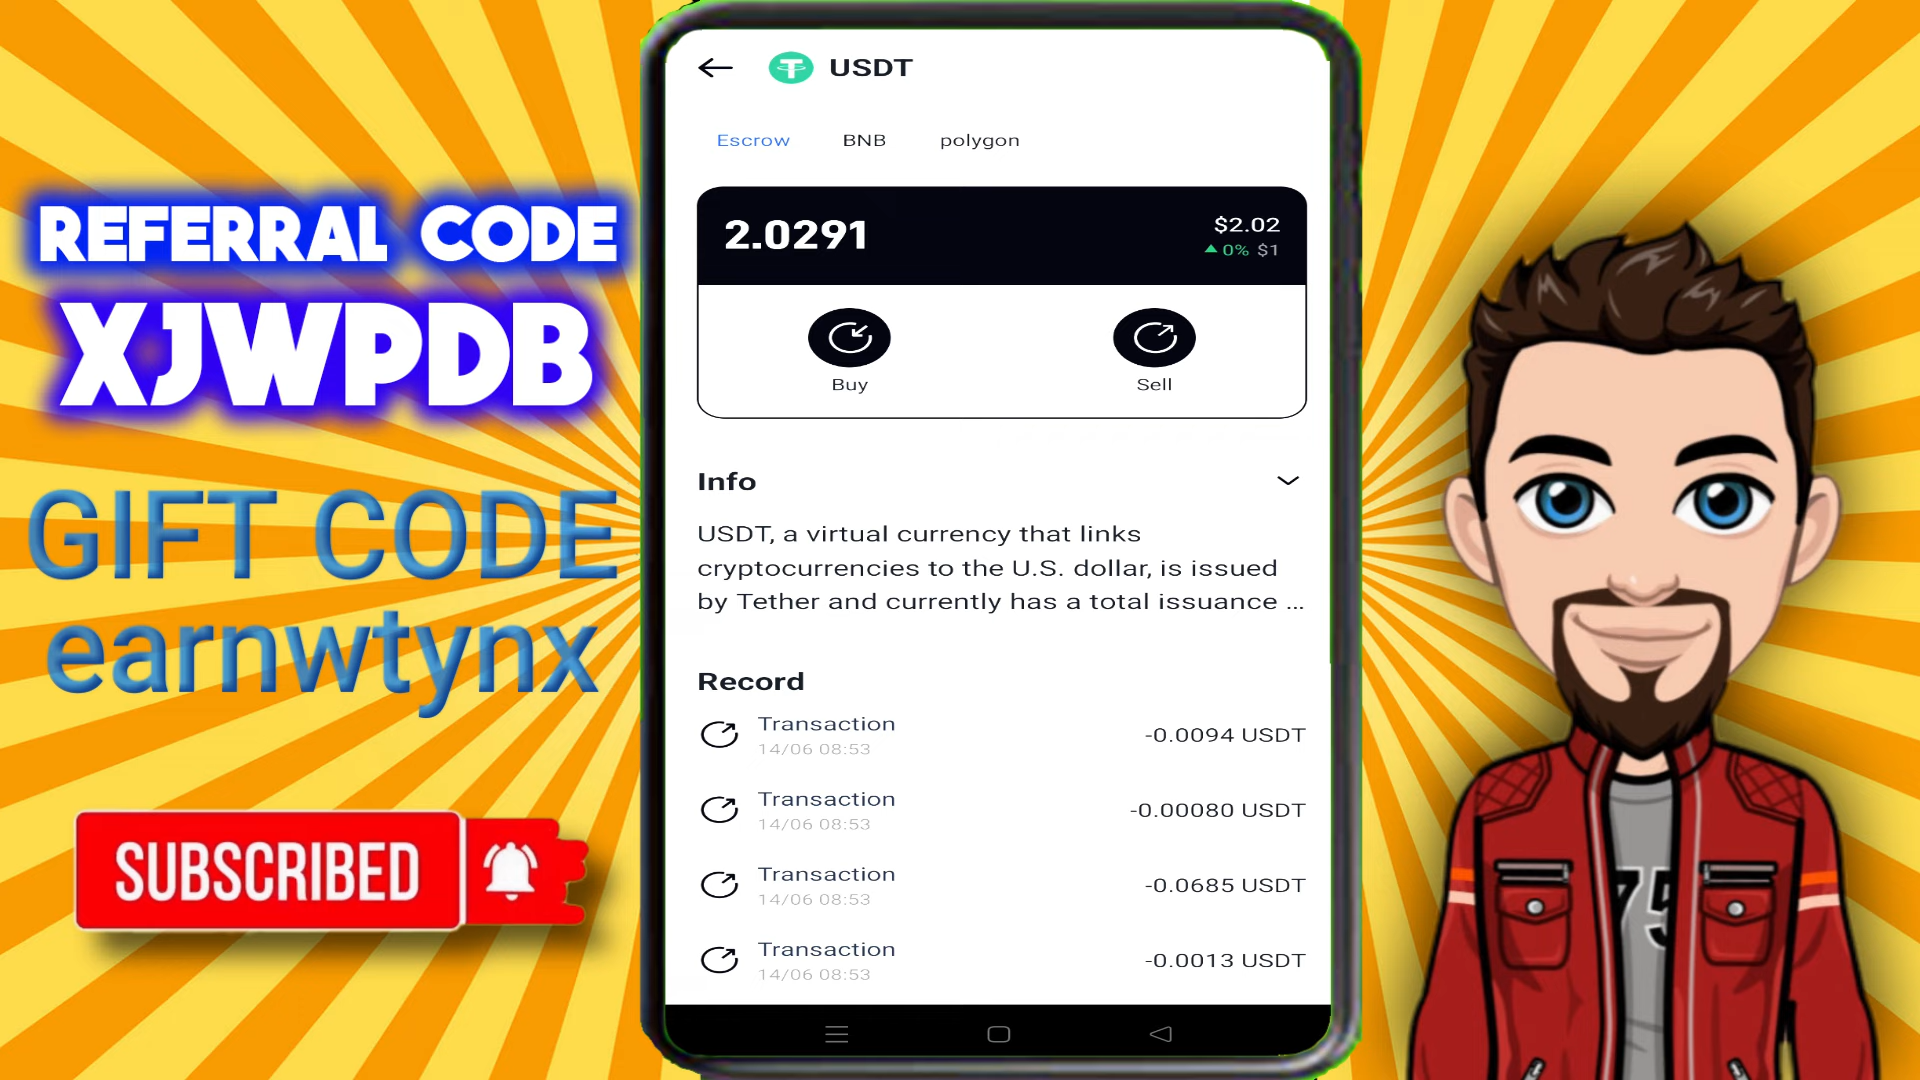 REFERRAL CODE
XJWPDB
GIFT CODE
earnwtynx
SUBSCRIBED
USDT
Escrow BNB polygon
2.0291
$2.02
0% $1
Buy Sell
Info
USDT, a virtual currency that links
cryptocurrencies to the U.S. dollar, is issued
by Tether and currently has a total issuance ...
Record
Transaction -0.0094 USDT
14/06 08:53
Transaction -0.00080 USDT
14/06 08:53
Transaction -0.0685 USDT
14/06 08:53
Transaction -0.0013 USDT
14/06 08:53
75